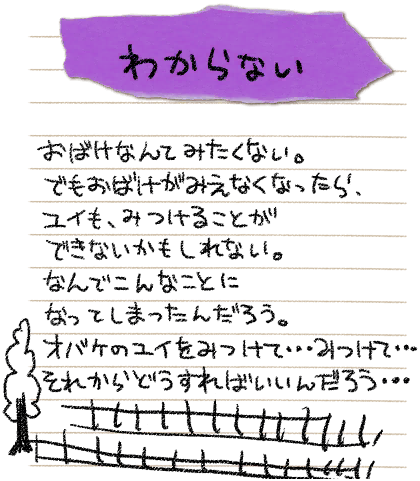 わからない
おばけなんてみたくない。
でもおばけがみえなくなったら、
ユイも、みつけることが
できないかもしれない。
なんでこんなことに
なってしまったんだろう。
オバケのユイをみつけて・・・みつけて・・・
それからどうすればいいんだろう・・・